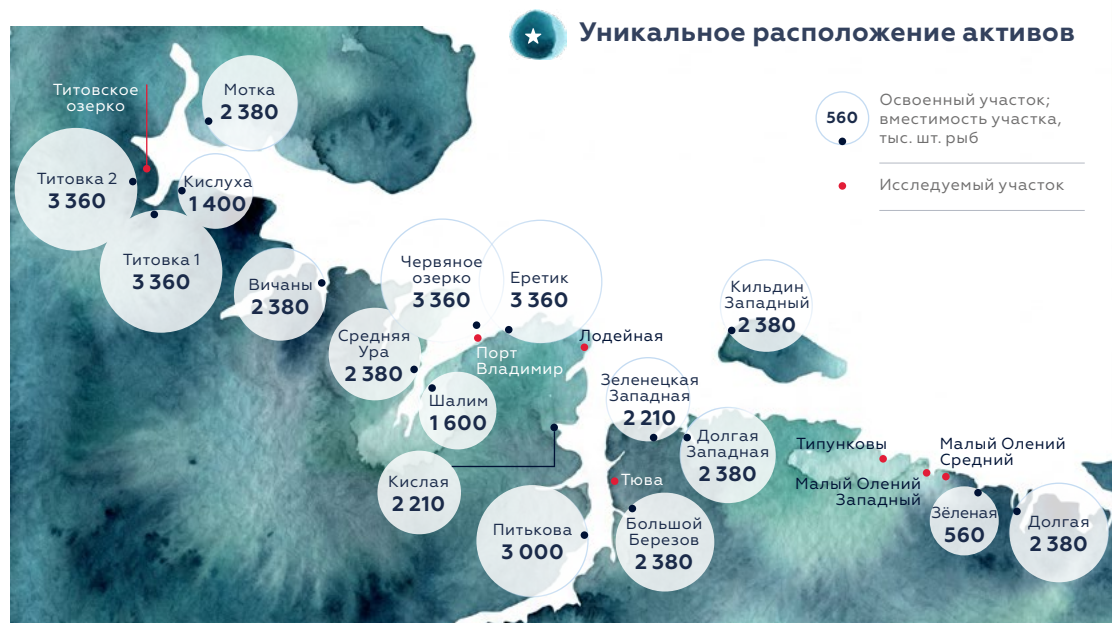 Уникальное расположение активов
560
Освоенный участок;
вместимость участка,
тыс. шт. рыб
Исследуемый участок
Титовское
озерко
Мотка
2 380
Титовка 2
3 360
Кислуха
1 400
Титовка 1
3 360
Вичаны
2 380
Червяное
озерко
3 360
Еретик
3 360
Кильдин
Западный
2 380
Средняя
Ура
2 380
Порт
Владимир
Лодейная
Шалим
1 600
Зеленецкая
Западная
2 210
Долгая
Западная
2 380
Типунковы
Малый Олений
Средний
Малый Олений
Западный
Кислая
2 210
Тюва
Питькова
3 000
Большой
Березов
2 380
Зёленая
560
Долгая
2 380